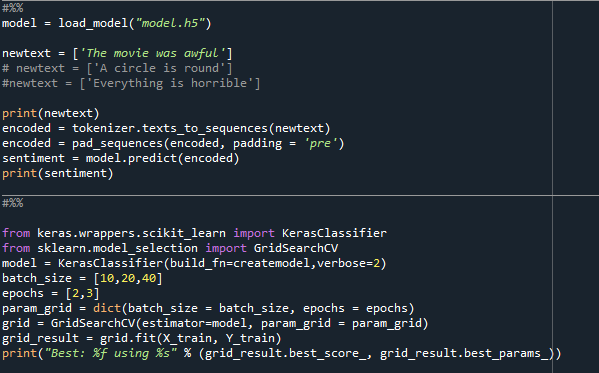 #%%
model = load_model("model.h5")
newtext = ['The movie was awful']
# newtext = ['A circle is round']
#newtext = ['Everything is horrible']
print(newtext)
encoded = tokenizer.texts_to_sequences(newtext)
encoded = pad_sequences(encoded, padding = 'pre')
sentiment = model.predict(encoded)
print(sentiment)
#%%
from keras.wrappers.scikit_learn import KerasClassifier
from sklearn.model_selection import GridSearchCV
model = KerasClassifier(build_fn=createmodel,verbose=2)
batch_size = [10,20,40]
epochs = [2,3]
param_grid = dict(batch_size = batch_size, epochs = epochs)
grid = GridSearchCV(estimator=model, param_grid = param_grid)
grid_result = grid.fit(X_train, Y_train)
print("Best: %f using %s" % (grid_result.best_score_, grid_result.best_params_))